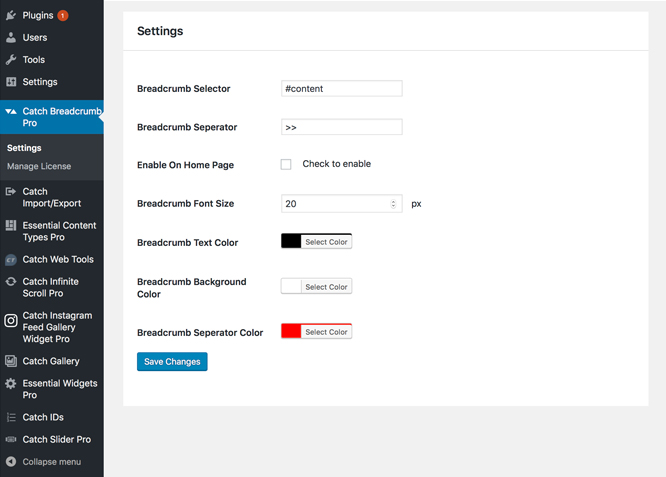 Plugins 1
Users
Tools
Settings
Catch Breadcrumb
Pro
Settings
Manage License
Catch
Import/Export
Essential Content
Types Pro
Catch Web Tools
Catch Infinite
Scroll Pro
Catch Instagram
Feed Gallery
Widget Pro
Catch Gallery
Essential Widgets
Pro
Catch IDs
Catch Slider Pro
Collapse menu
Settings
Breadcrumb Selector #content
Breadcrumb Seperator >>
Enable On Home Page Check to enable
Breadcrumb Font Size 20 px
Breadcrumb Text Color Select Color
Breadcrumb Background
Color Select Color
Breadcrumb Seperator Color Select Color
Save Changes